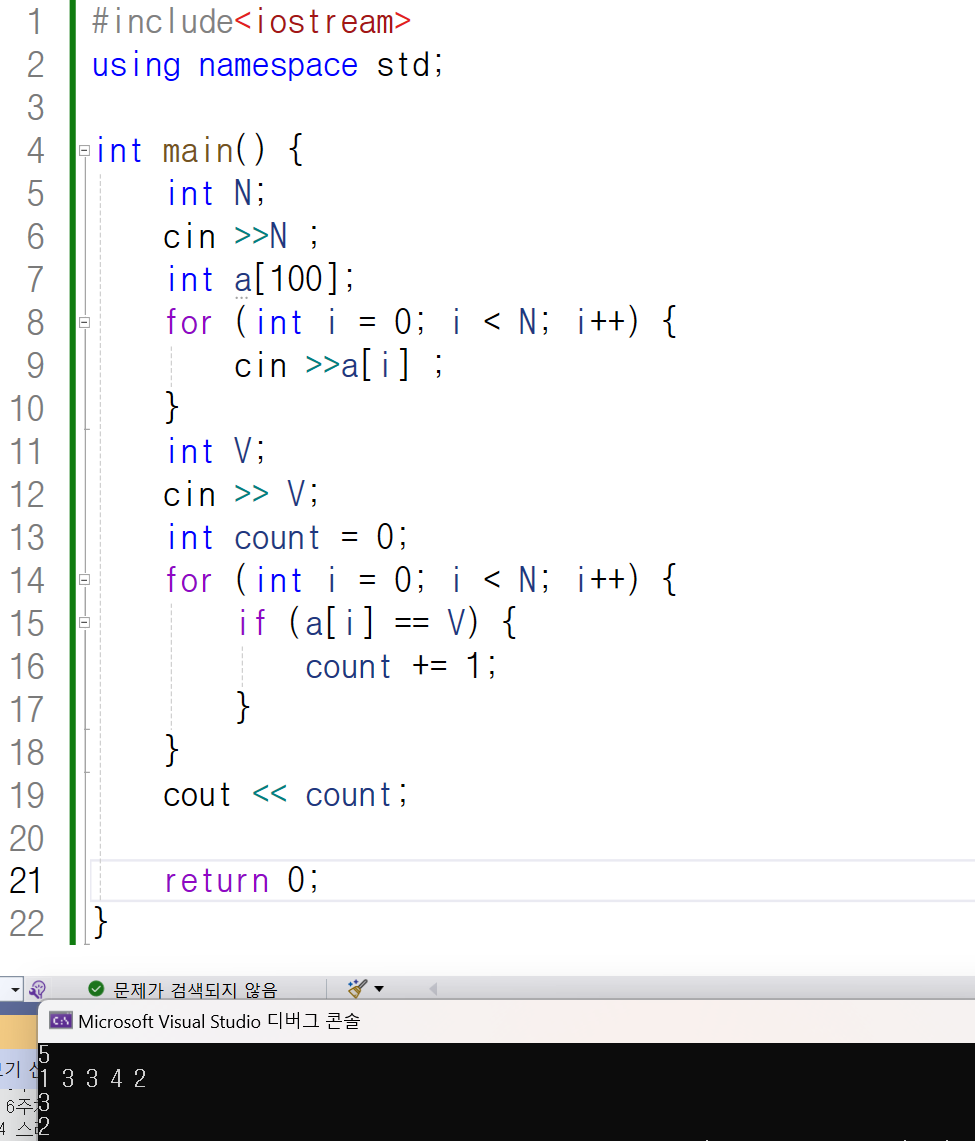 1 #include<iostream>
2 using namespace std;
3
4 int main() {
5 int N;
6 cin >>N ;
7 int a[100];
8 for (int i = 0; i < N; i++) {
9 cin >>a[i] ;
10 }
11 int V;
12 cin >> V;
13 int count = 0;
14 for (int i = 0; i < N; i++) {
15 if (a[i] == V) {
16 count += 1;
17 }
18 }
19 cout << count;
20
21 return 0;
22 }
문제가 검색되지 않음
Microsoft Visual Studio 디버그 콘솔
5
1 3 3 4 2
3
2
6주
4 스